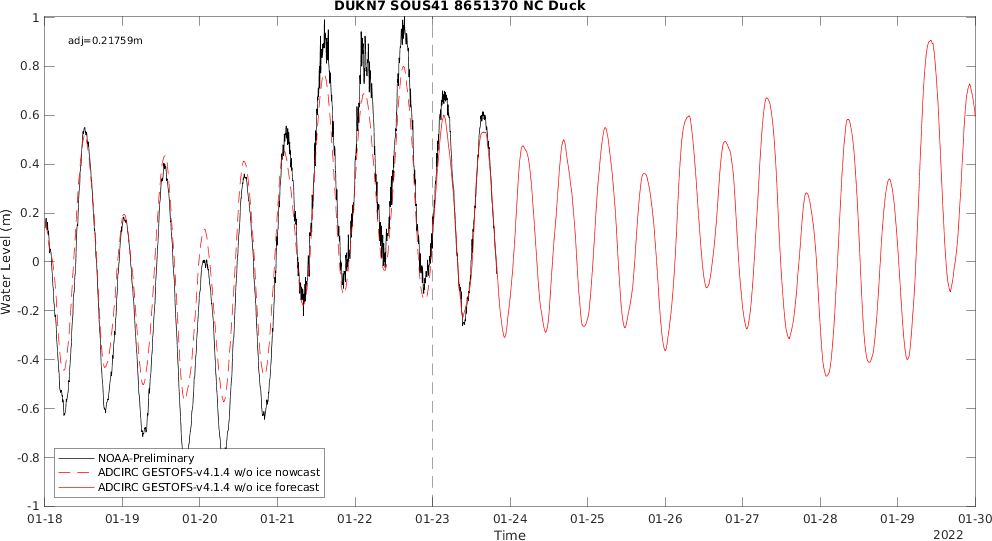 DUKN7 SOUS41 8651370 NC Duck
adj=0.21759m
Water Level (m)
1
0.8
0.6
0.4
0.2
0
-0.2
-0.4
-0.6
-0.8
-1
NOAA-Preliminary
ADCIRC GESTOFS-v4.1.4 w/o ice nowcast
ADCIRC GESTOFS-v4.1.4 w/o ice forecast
01-18 01-19 01-20 01-21 01-22 01-23 01-24 01-25 01-26 01-27 01-28 01-29 01-30
Time
2022